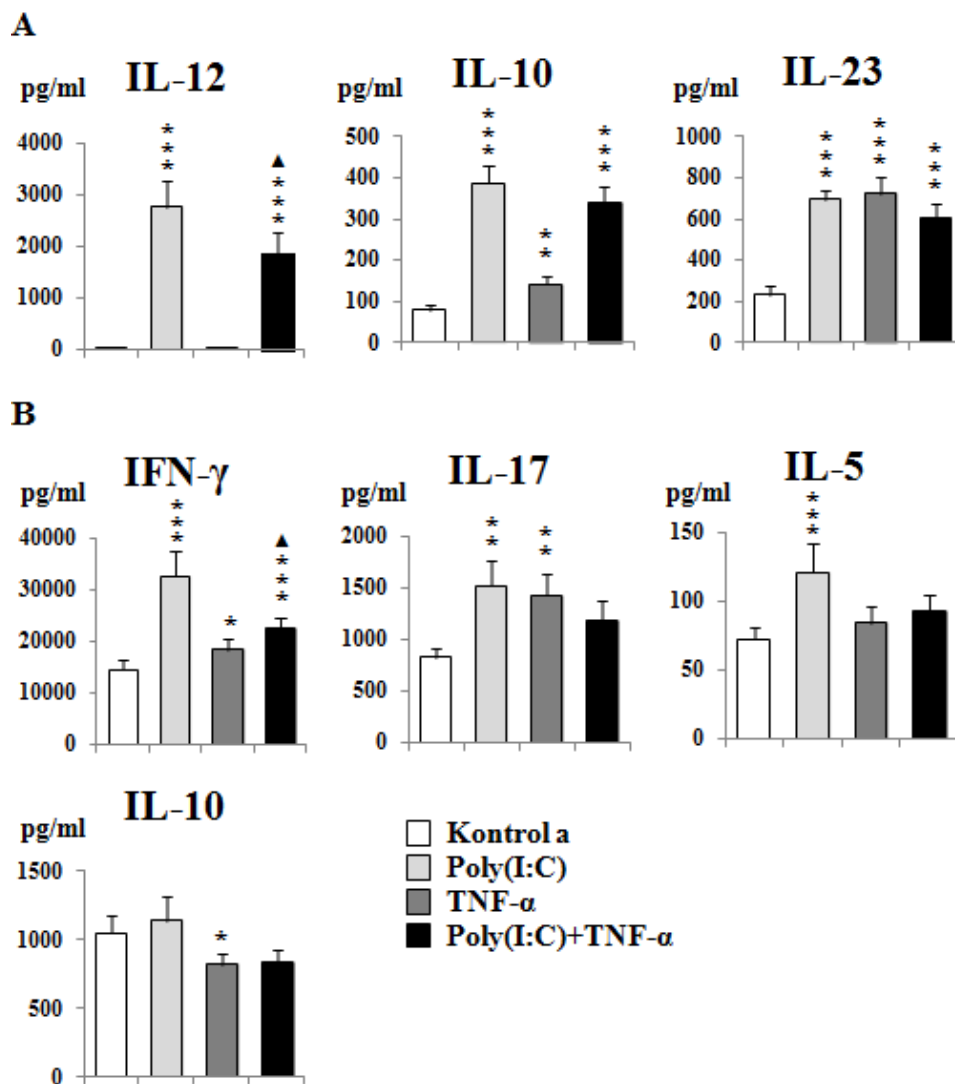 A
IL-12
pg/ml
4000
3000
2000
1000
0
***
▲***
IL-10
pg/ml
500
400
300
200
100
0
***
**
***
IL-23
pg/ml
1000
800
600
400
200
0
***
***
***
B
IFN-γ
pg/ml
40000
30000
20000
10000
0
***
*
▲***
IL-17
pg/ml
2000
1500
1000
500
0
**
**
IL-5
pg/ml
150
100
50
0
***
IL-10
pg/ml
1500
1000
500
0
*
Kontrol a
Poly(I:C)
TNF-α
Poly(I:C)+TNF-α